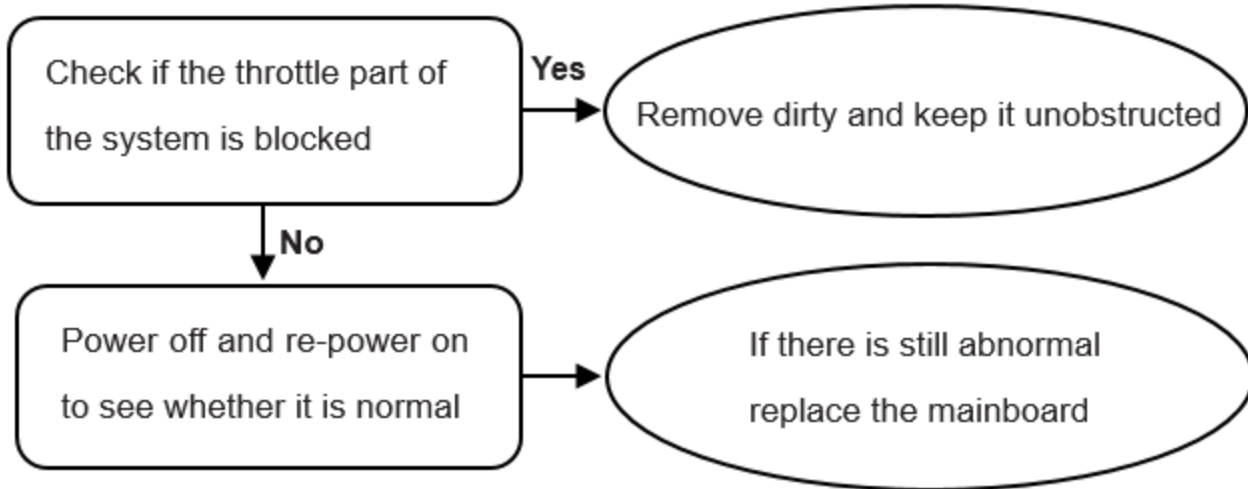 Check if the throttle part of
the system is blocked
Yes
Remove dirty and keep it unobstructed
No
Power off and re-power on
to see whether it is normal
If there is still abnormal
replace the mainboard